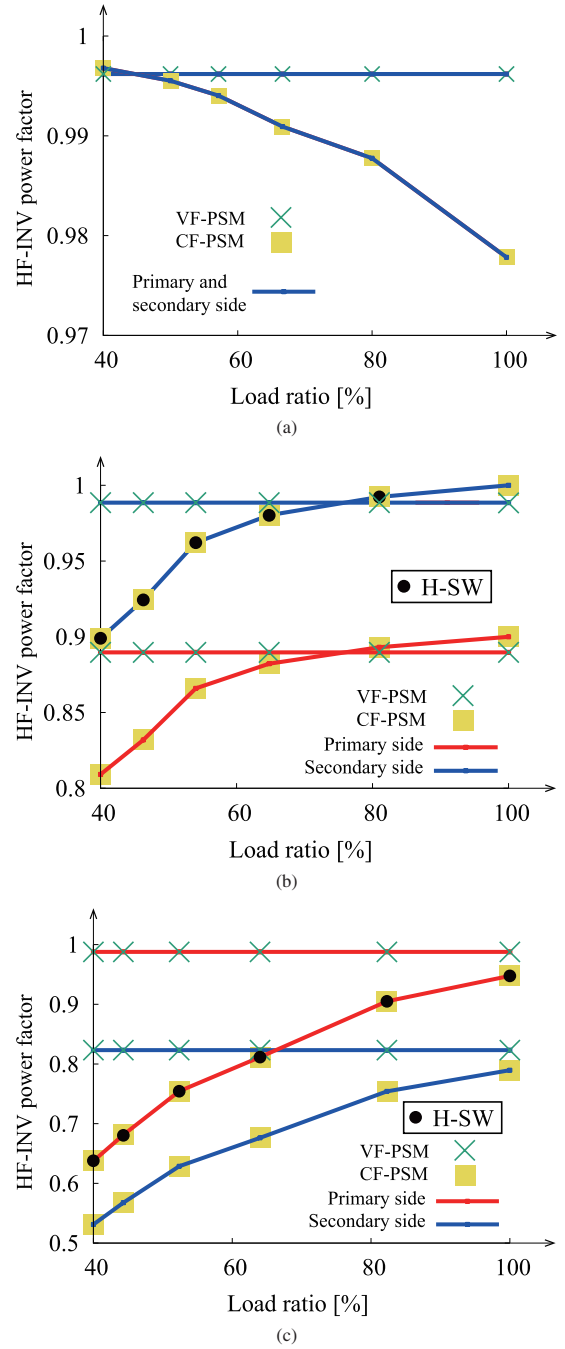 1
0.99
0.98
0.97
HF-INV power factor
VF-PSM
CF-PSM
Primary and
secondary side
40
60
80
100
Load ratio [%]
(a)
1
0.95
0.9
0.85
0.8
HF-INV power factor
H-SW
VF-PSM
CF-PSM
Primary side
Secondary side
40
60
80
100
Load ratio [%]
(b)
1
0.9
0.8
0.7
0.6
0.5
HF-INV power factor
H-SW
VF-PSM
CF-PSM
Primary side
Secondary side
40
60
80
100
Load ratio [%]
(c)